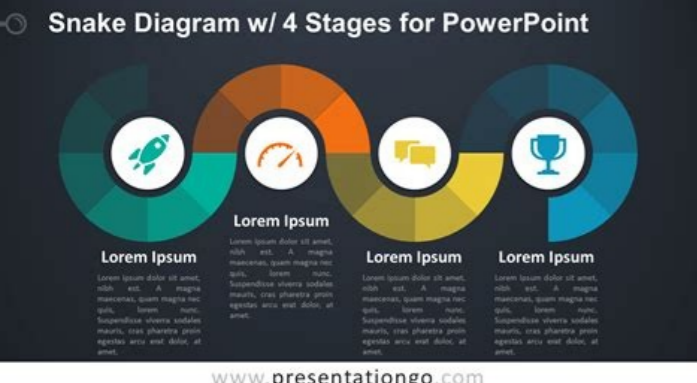 Snake Diagram w/ 4 Stages for PowerPoint
Lorem Ipsum
Lorem ipsum dolor sit amet,
nibh est. A magna
maecenas, quam magna nec
quis, lorem nunc.
Suspendisse viverra sodales
mauris, cras pharetra proin
egestas arcu erat dolor, at
amet.
Lorem Ipsum
Lorem ipsum dolor sit amet,
nibh est. A magna
maecenas, quam magna nec
quis, lorem nunc.
Suspendisse viverra sodales
mauris, cras pharetra proin
egestas arcu erat dolor, at
amet.
Lorem Ipsum
Lorem ipsum dolor sit amet,
nibh est. A magna
maecenas, quam magna nec
quis, lorem nunc.
Suspendisse viverra sodales
mauris, cras pharetra proin
egestas arcu erat dolor, at
amet.
Lorem Ipsum
Lorem ipsum dolor sit amet,
nibh est. A magna
maecenas, quam magna nec
quis, lorem nunc.
Suspendisse viverra sodales
mauris, cras pharetra proin
egestas arcu erat dolor, at
amet.
www.presentationgo.com